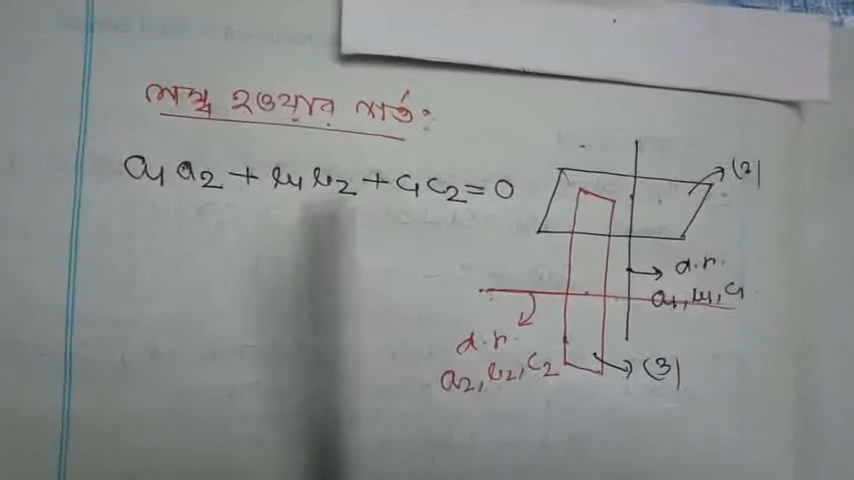 লম্ব হওয়ার শর্ত:
a₁a₂ + b₁b₂ + c₁c₂ = 0
(2)
d.r.
a₁, b₁, c₁
d.r.
a₂, b₂, c₂
(3)